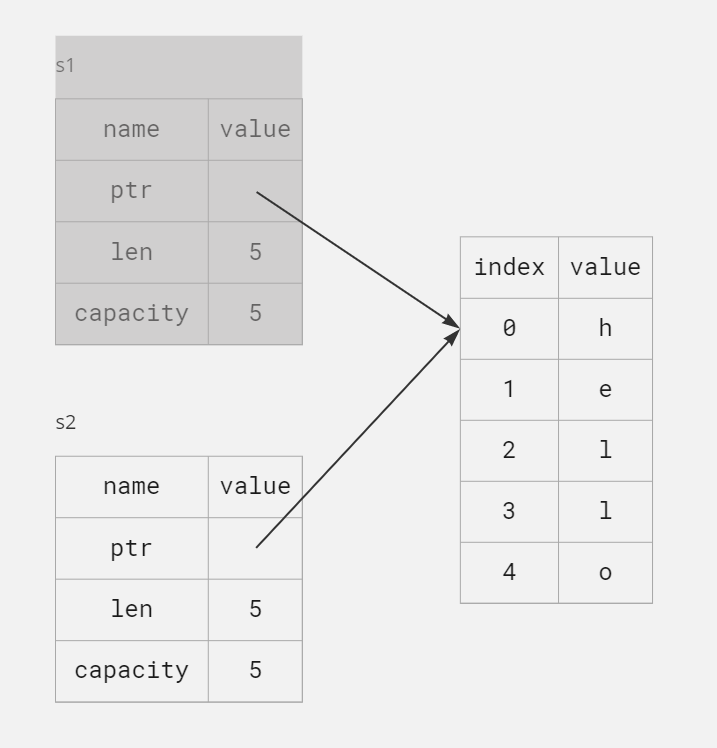 s1
name value
ptr
len 5
capacity 5
s2
name value
ptr
len 5
capacity 5
index value
0 h
1 e
2 l
3 l
4 o